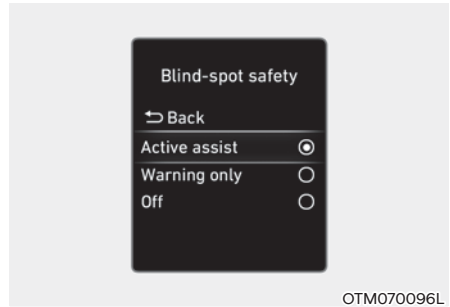 Blind-spot safety
Back
Active assist
Warning only
Off
OTM070096L